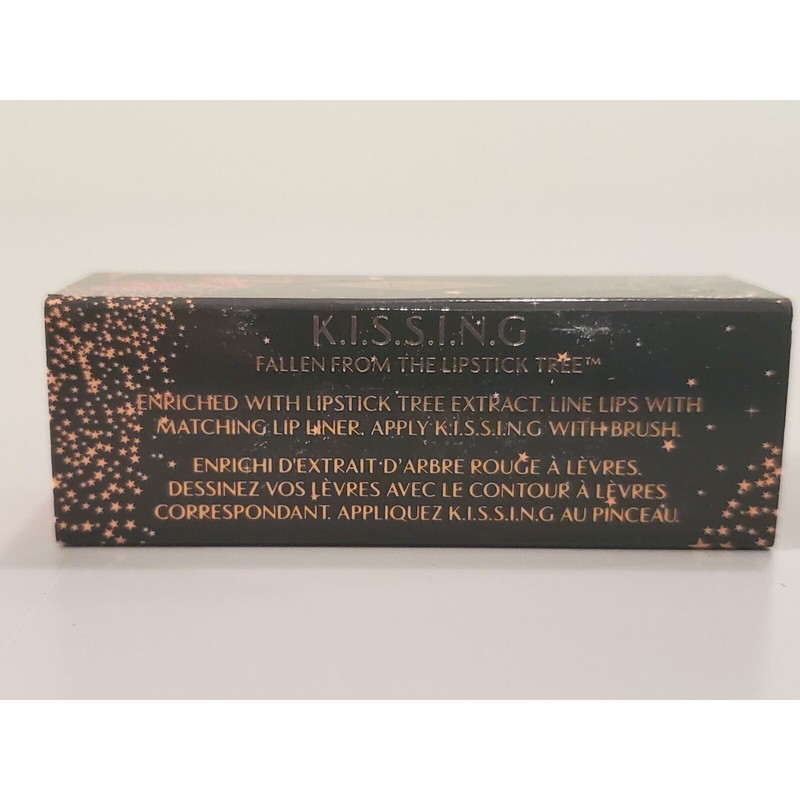 K.I.S.S.I.N.G
FALLEN FROM THE LIPSTICK TREE™
ENRICHED WITH LIPSTICK TREE EXTRACT. LINE LIPS WITH
MATCHING LIP LINER. APPLY K.I.S.S.I.N.G WITH BRUSH.
ENRICHI D'EXTRAIT D'ARBRE ROUGE À LÈVRES.
DESSINEZ VOS LÈVRES AVEC LE CONTOUR À LÈVRES
CORRESPONDANT. APPLIQUEZ K.I.S.S.I.N.G AU PINCEAU.